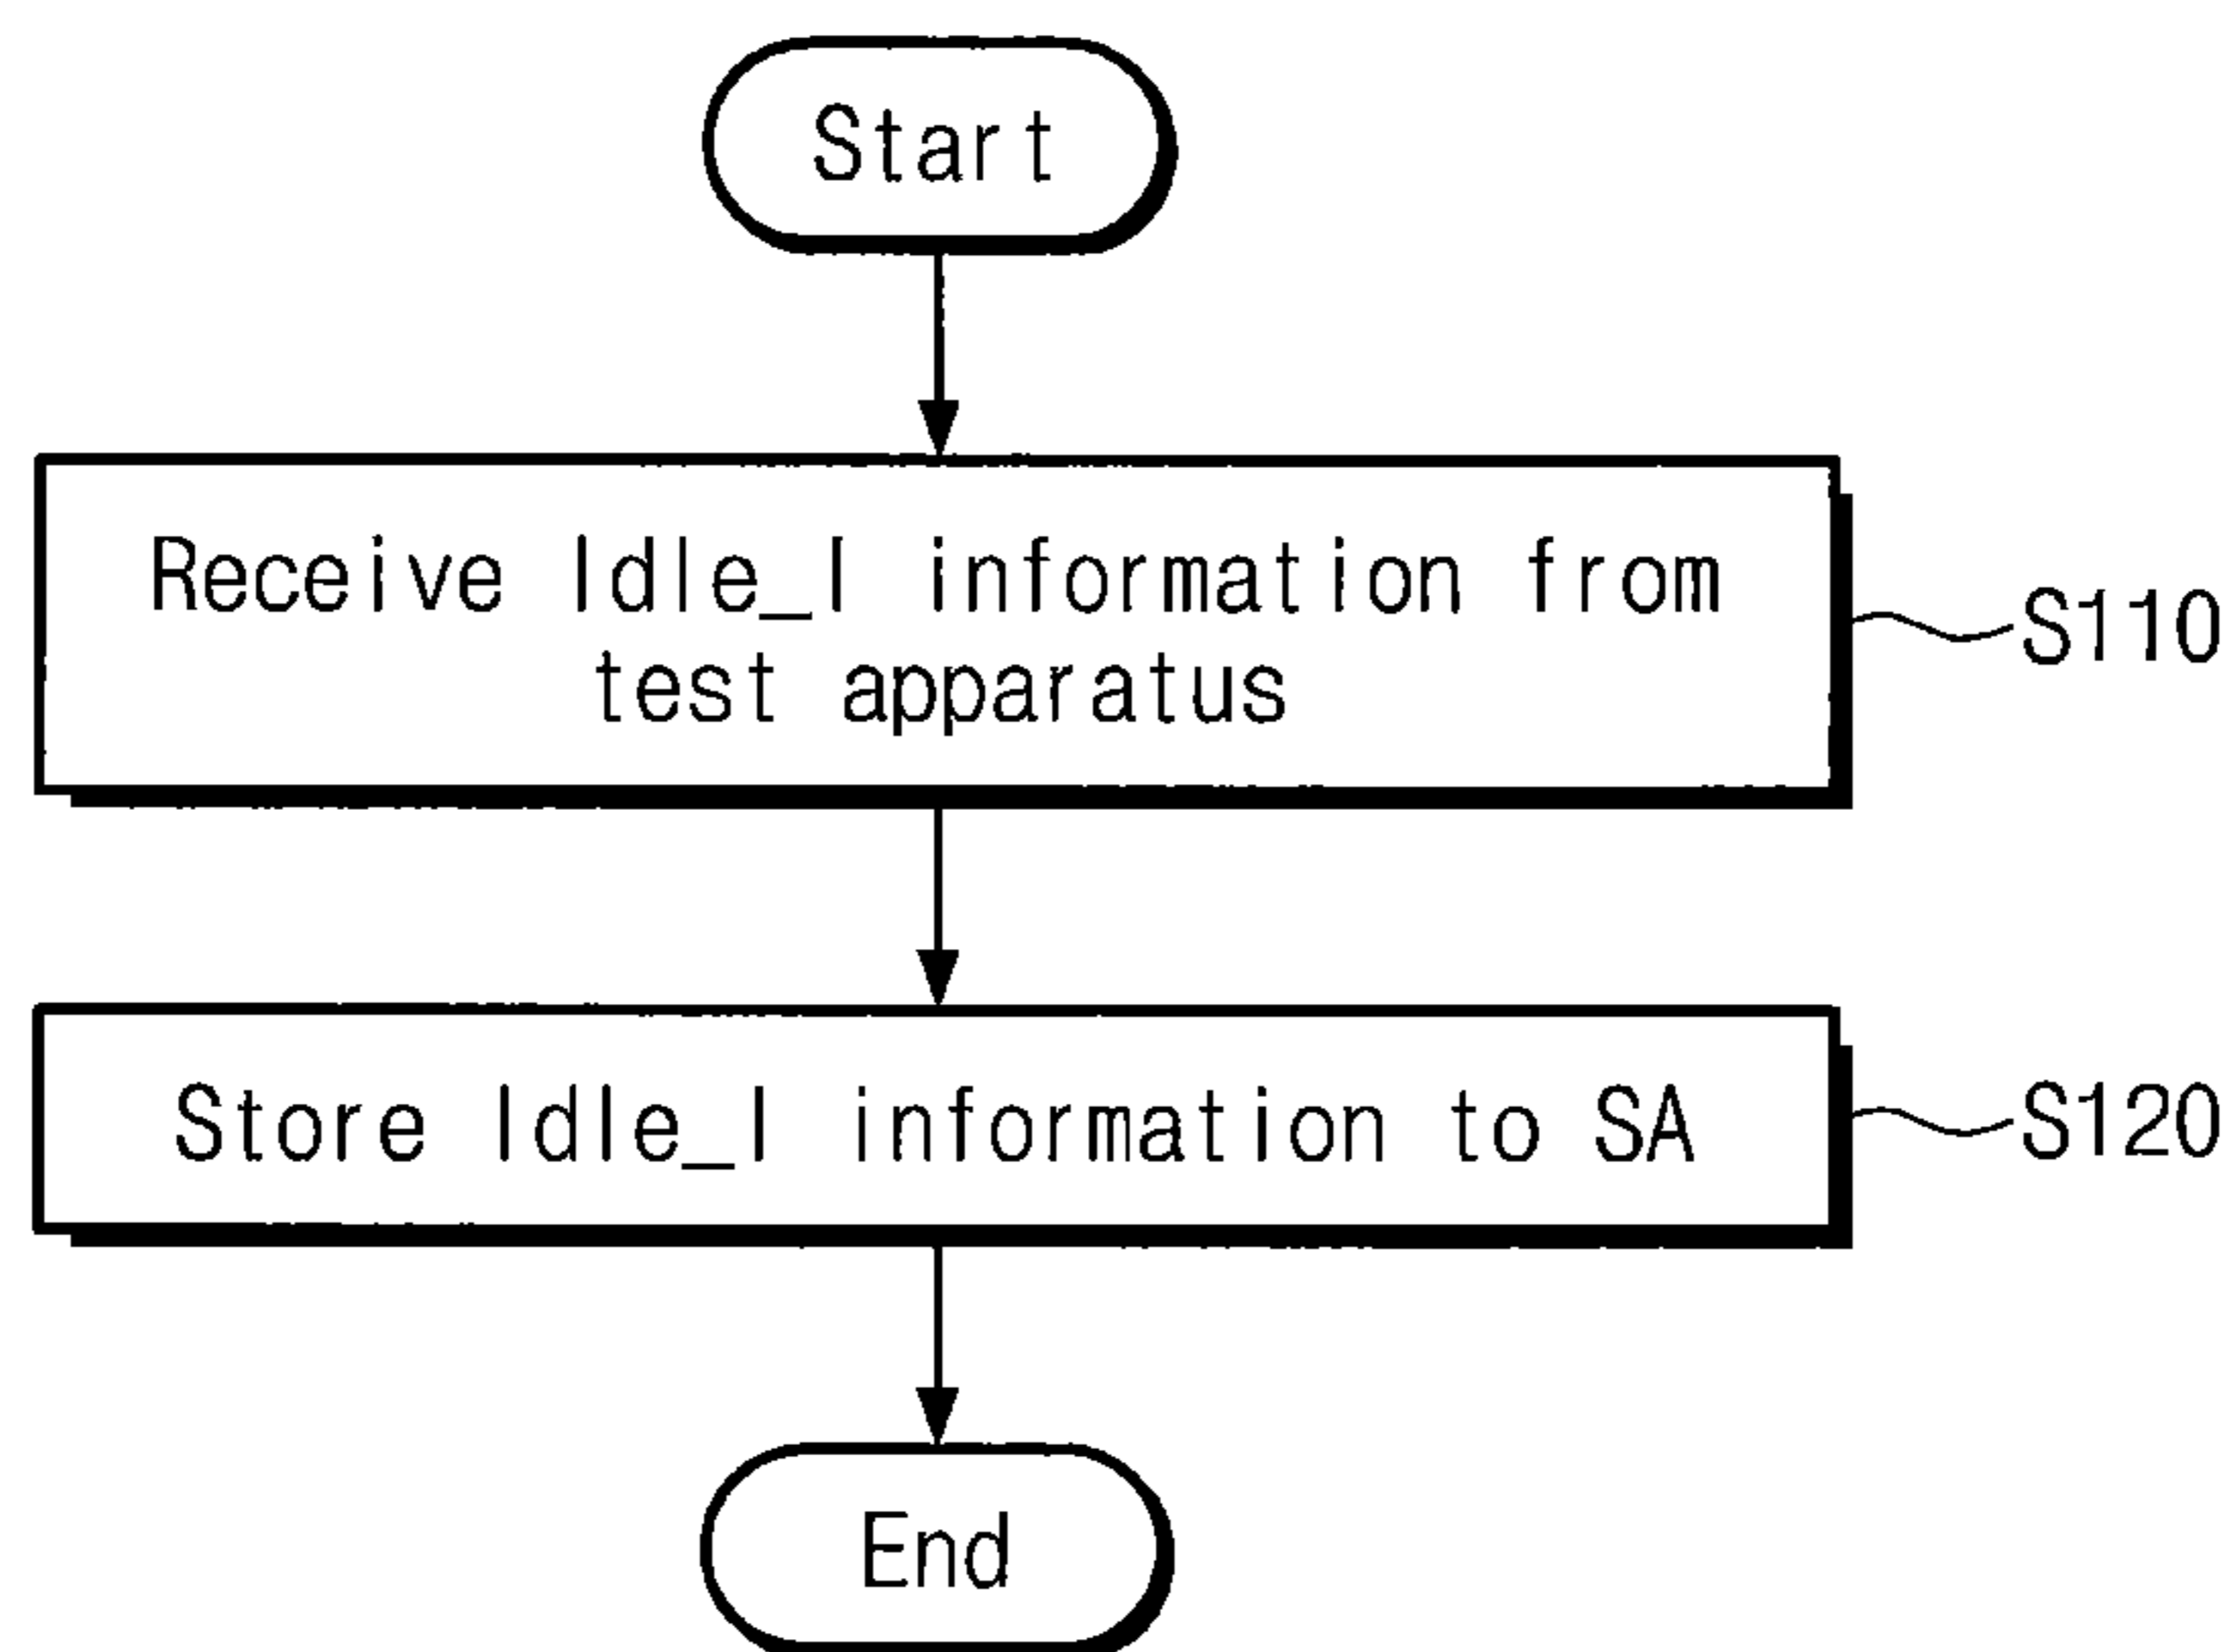 Start
Receive Idle_I information from
test apparatus
S110
Store Idle_I information to SA
S120
End